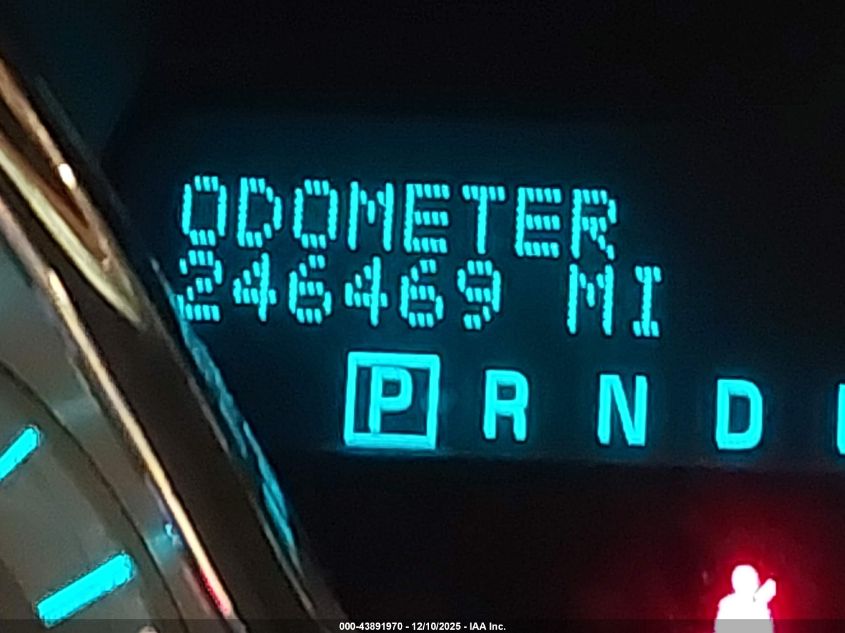 ODOMETER
246469 MI
P R N D
000-43891970 - 12/10/2025 - IAA Inc.